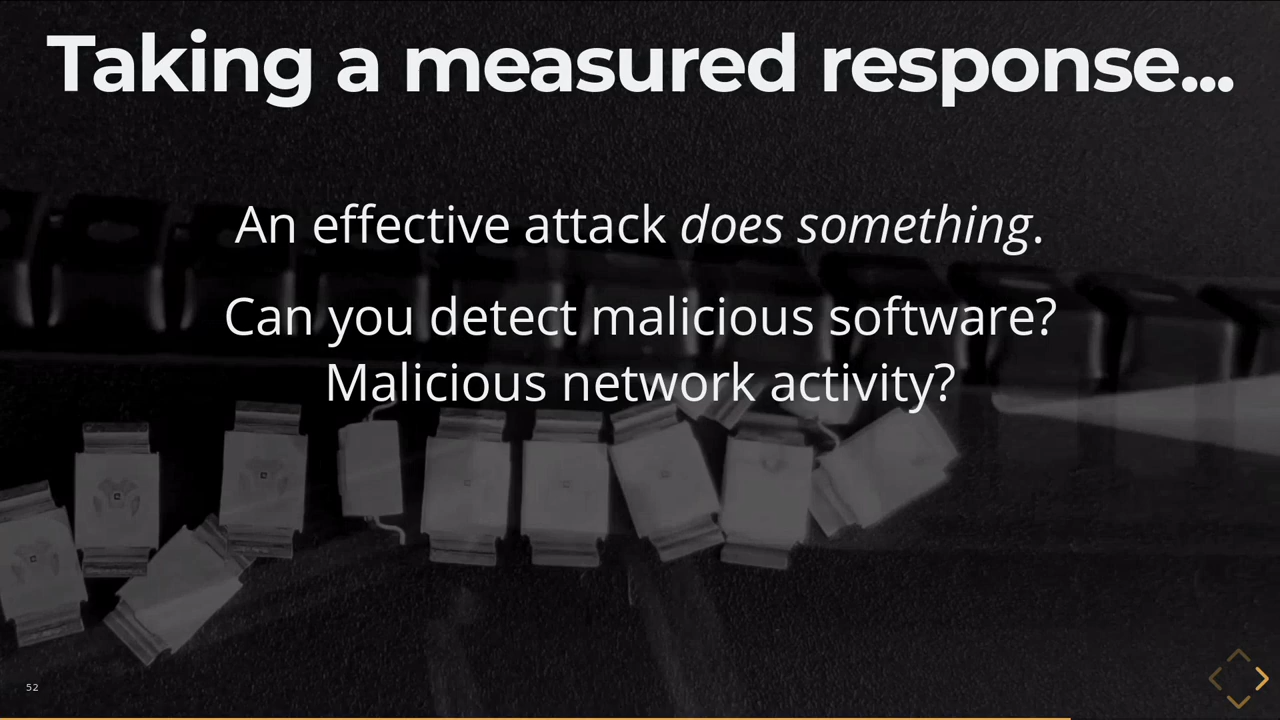 Taking a measured response...
An effective attack does something.
Can you detect malicious software?
Malicious network activity?
52